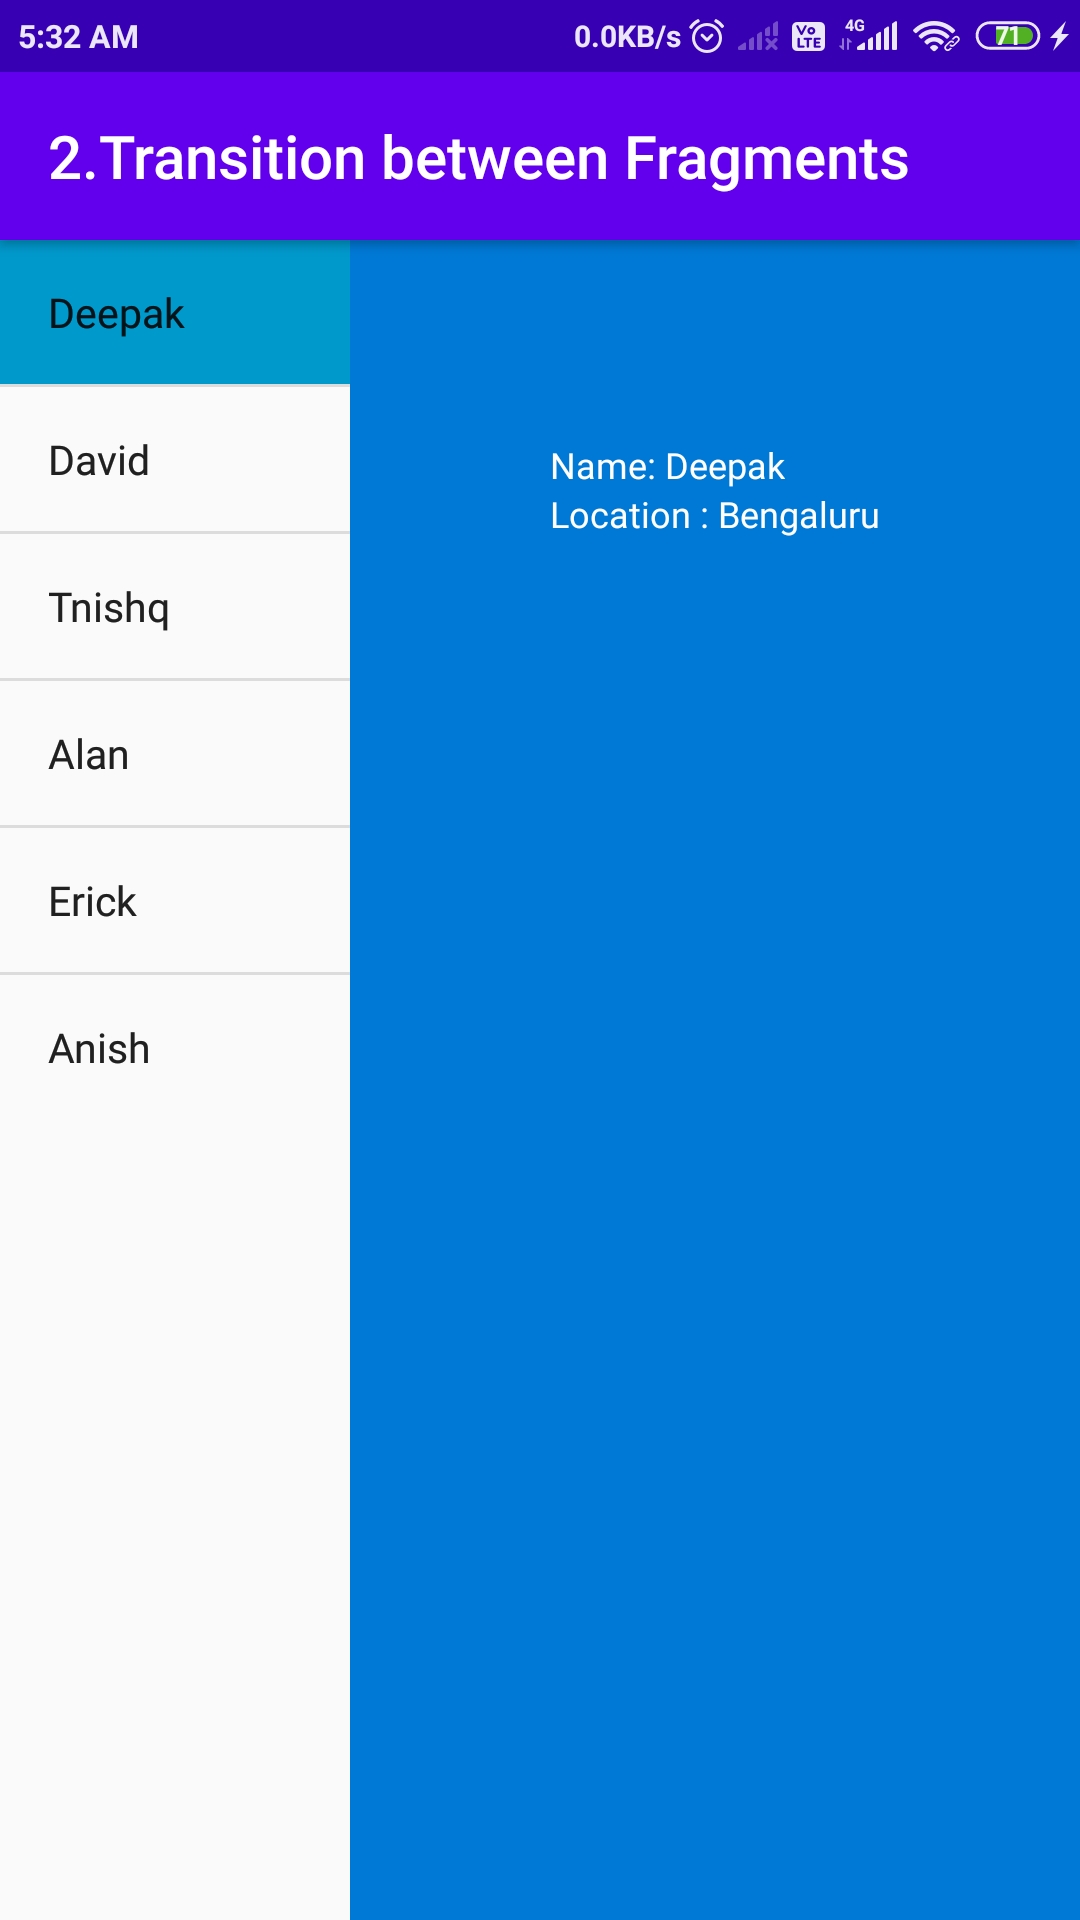 5:32 AM 0.0KB/s Vo LTE 4G 71
2.Transition between Fragments
Deepak
David
Tnishq
Alan
Erick
Anish
Name: Deepak
Location : Bengaluru